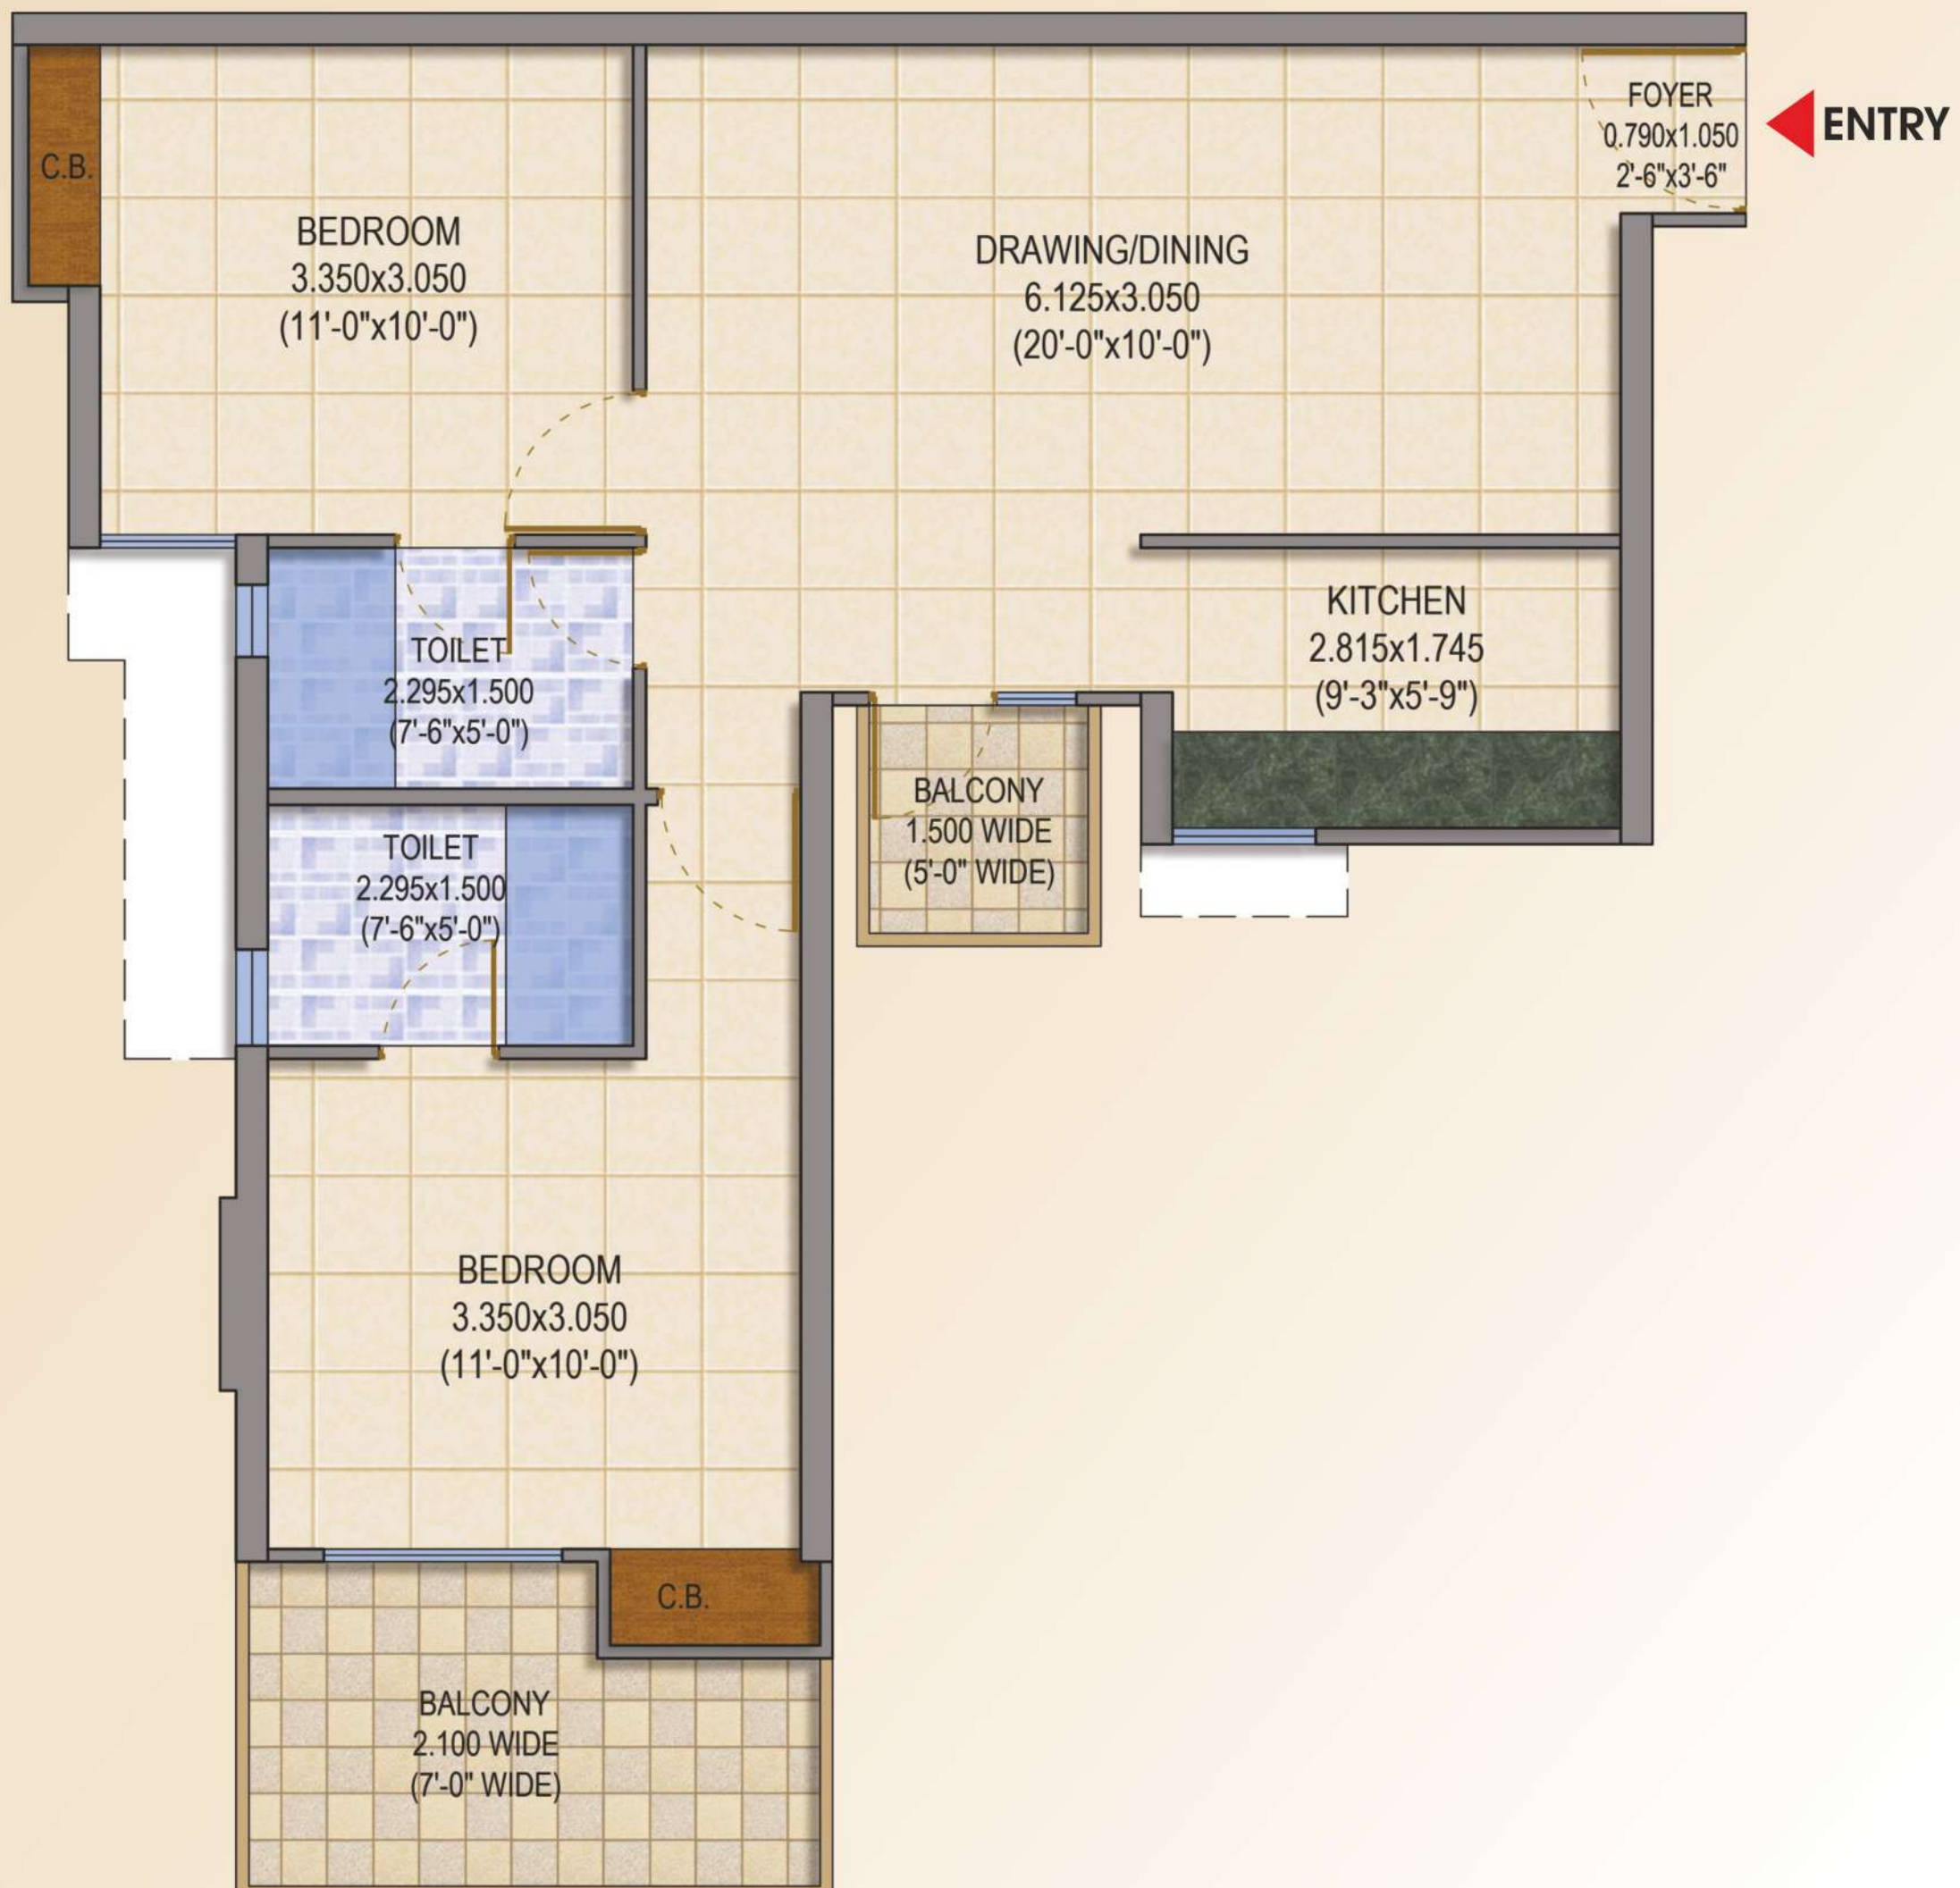 FOYER
0.790x1.050
2'-6"x3'-6"
ENTRY
C.B.
BEDROOM
3.350x3.050
(11'-0"x10'-0")
DRAWING/DINING
6.125x3.050
(20'-0"x10'-0")
KITCHEN
2.815x1.745
(9'-3"x5'-9")
TOILET
2.295x1.500
(7'-6"x5'-0")
BALCONY
1.500 WIDE
(5'-0" WIDE)
TOILET
2.295x1.500
(7'-6"x5'-0")
BEDROOM
3.350x3.050
(11'-0"x10'-0")
C.B.
BALCONY
2.100 WIDE
(7'-0" WIDE)